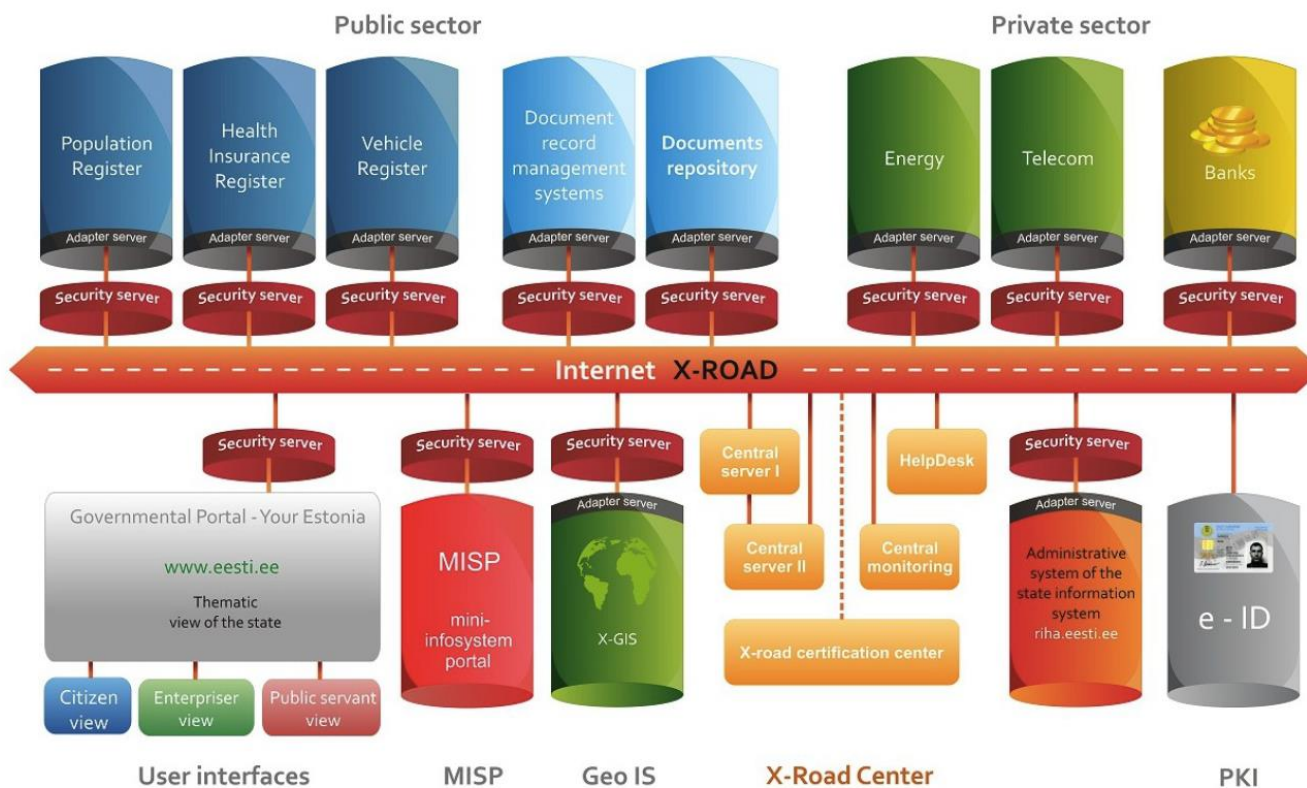 Public sector
Private sector
Population
Register
Health
Insurance
Register
Vehicle
Register
Document
record
management
systems
Documents
repository
Energy
Telecom
Banks
Adapter server
Adapter server
Adapter server
Adapter server
Adapter server
Adapter server
Adapter server
Adapter server
Security server
Security server
Security server
Security server
Security server
Security server
Security server
Security server
Internet X-ROAD
Security server
Security server
Security server
Security server
Governmental Portal - Your Estonia
www.eesti.ee
Thematic
view of the state
Citizen
view
Enterpriser
view
Public servant
view
MISP
mini-
infosystem
portal
Adapter server
X-GIS
Central
server I
Central
server II
HelpDesk
Central
monitoring
X-road certification center
Adapter server
Administrative
system of the
state information
system
riha.eesti.ee
e - ID
User interfaces
MISP
Geo IS
X-Road Center
PKI